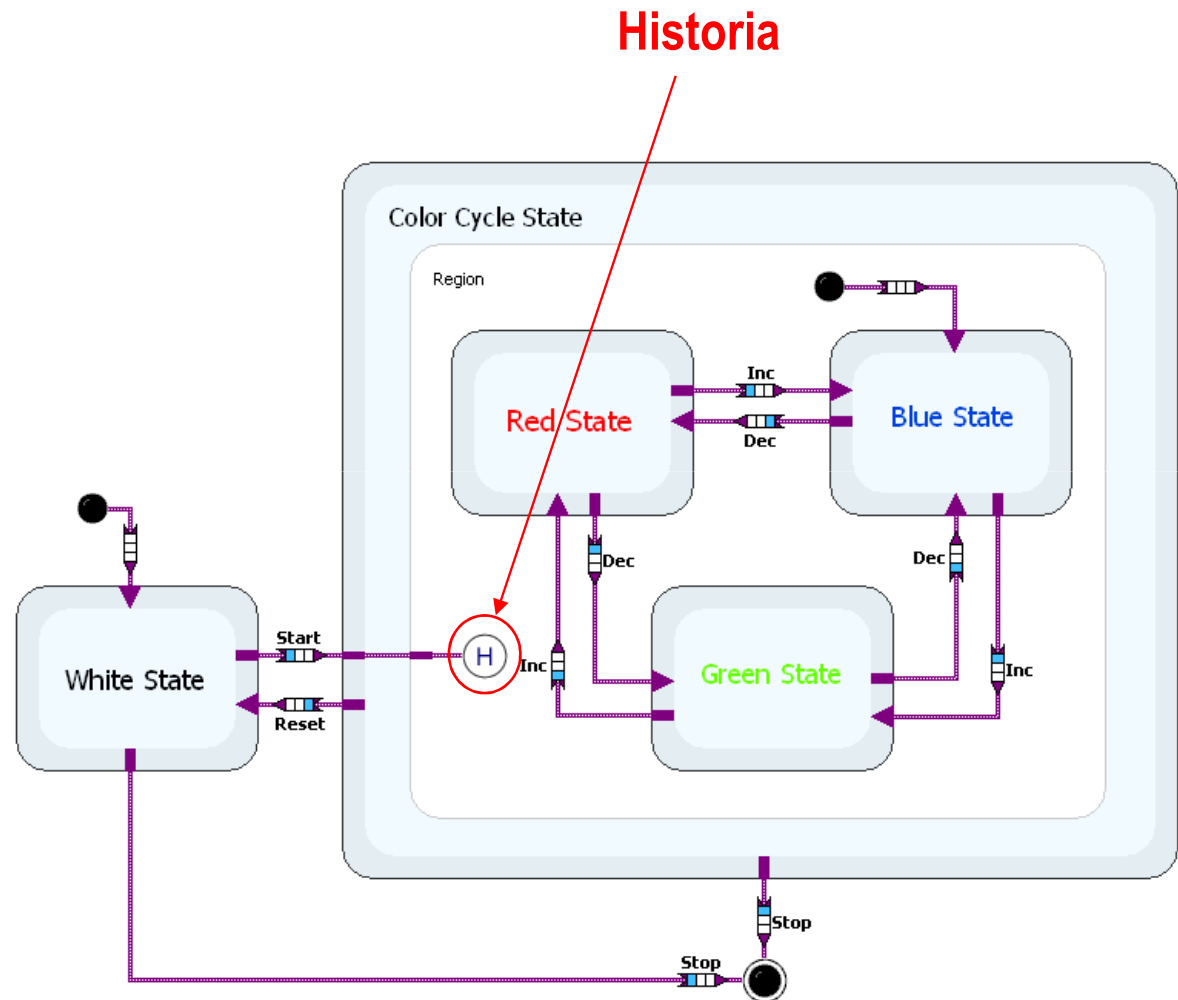 Historia
Color Cycle State
Region
Inc
Red State
Blue State
Dec
Dec
Dec
Start
H
Inc
Green State
Inc
White State
Reset
Stop
Stop